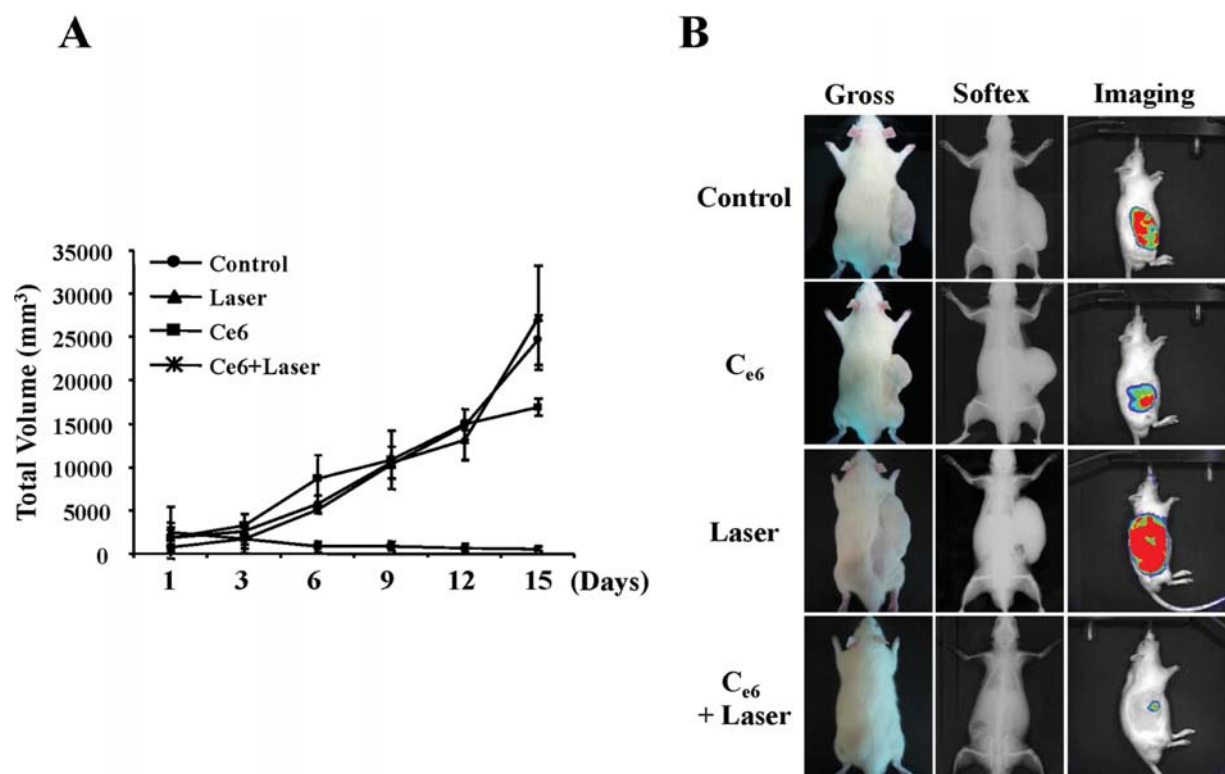 A
35000
30000
25000
20000
15000
10000
5000
0
Total Volume (mm³)
Control
Laser
Ce6
Ce6+Laser
1 3 6 9 12 15 (Days)
B
Gross Softex Imaging
Control
Ce6
Laser
Ce6
+ Laser